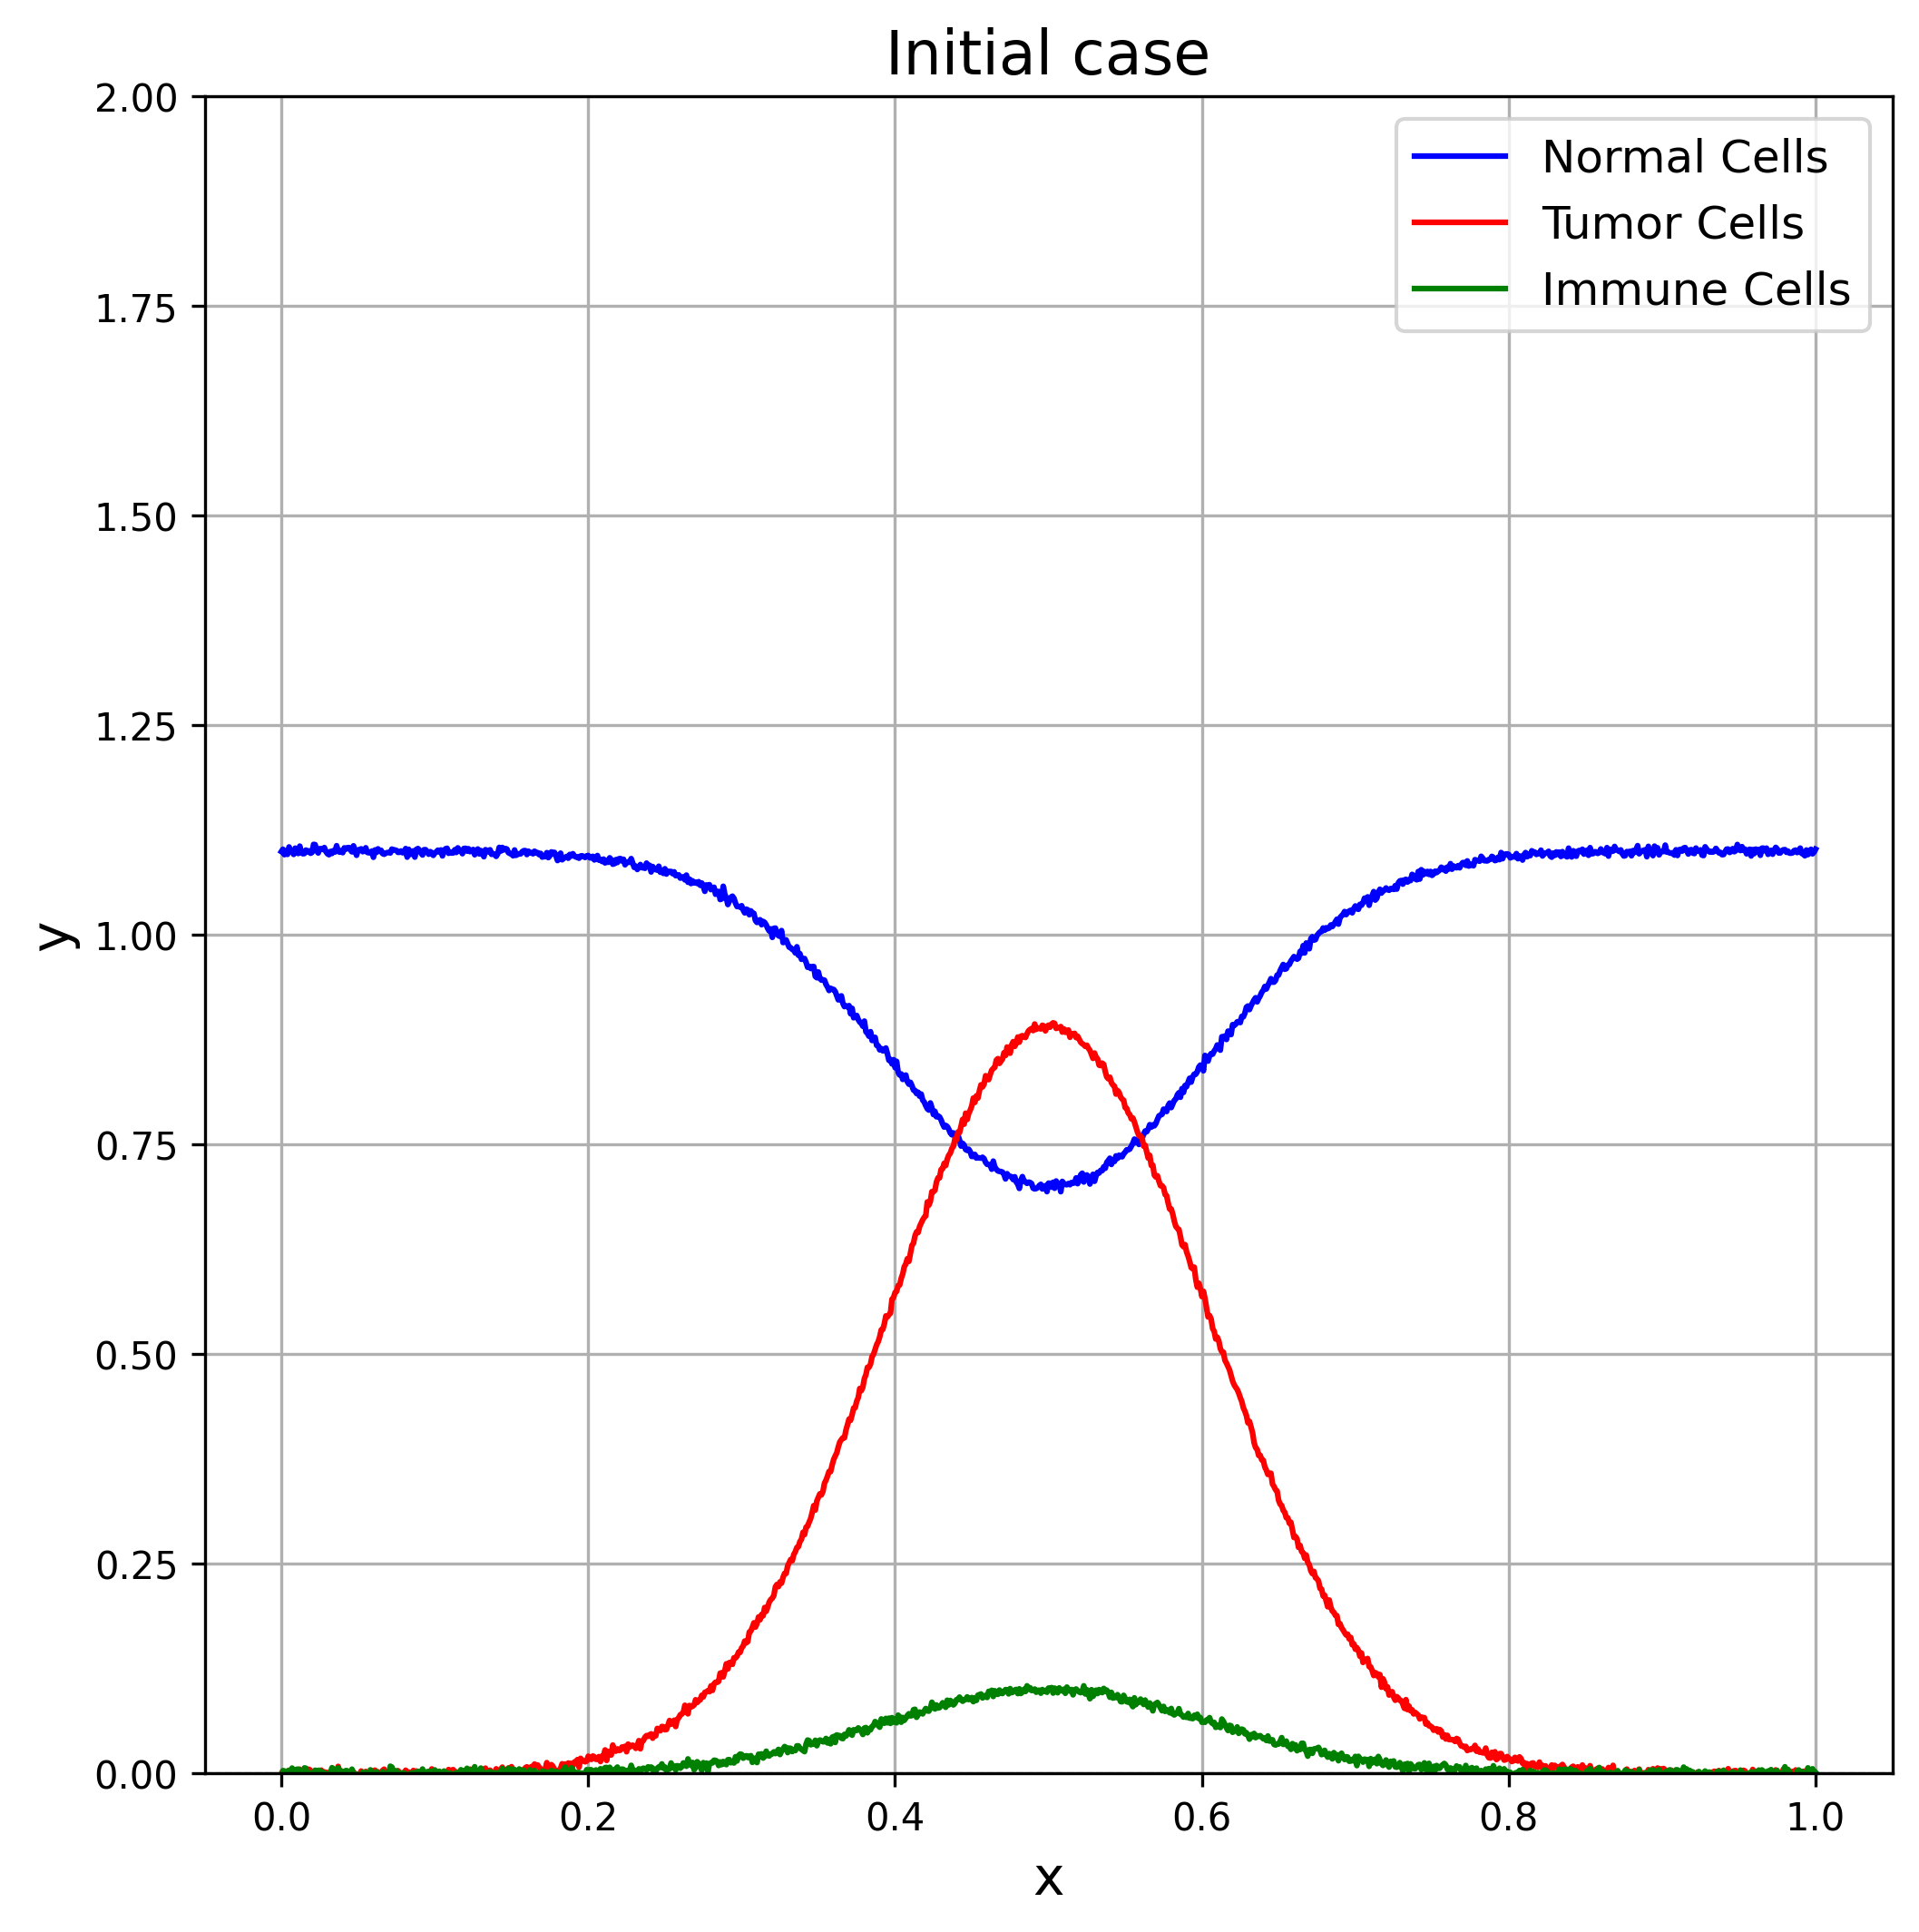 Initial case
2.00
1.75
1.50
1.25
1.00
0.75
0.50
0.25
0.00
y
Normal Cells
Tumor Cells
Immune Cells
0.0 0.2 0.4 0.6 0.8 1.0
x